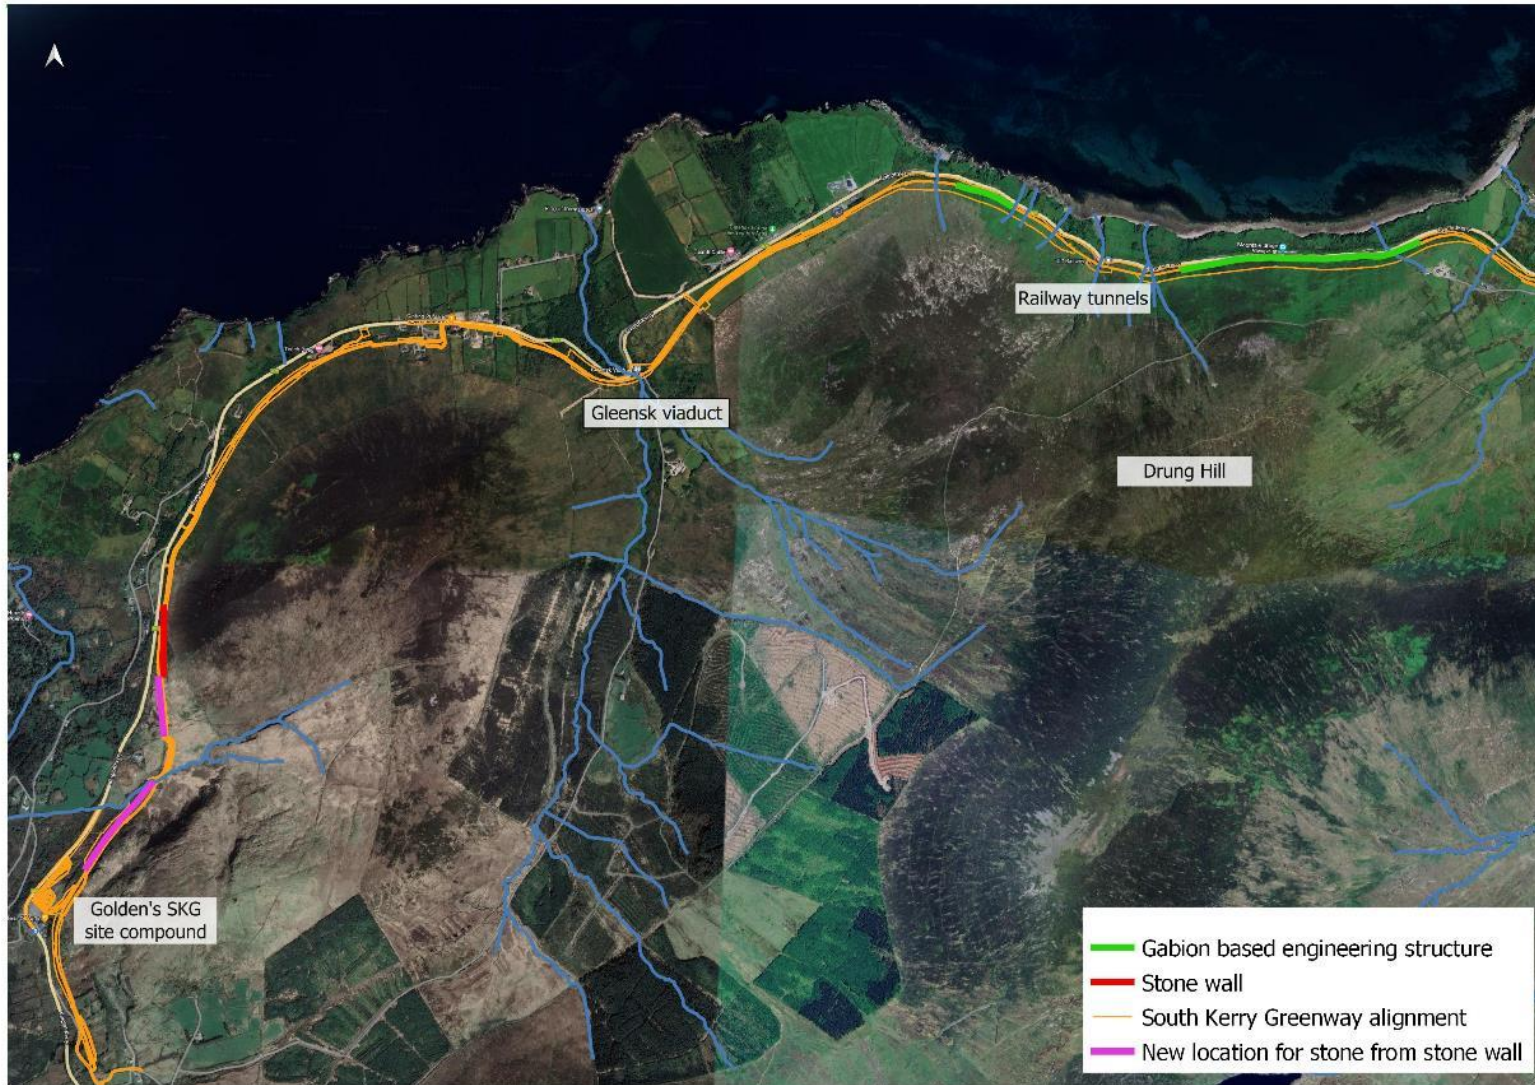 Railway tunnels
Gleensk viaduct
Drung Hill
Golden's SKG
site compound
Gabion based engineering structure
Stone wall
South Kerry Greenway alignment
New location for stone from stone wall